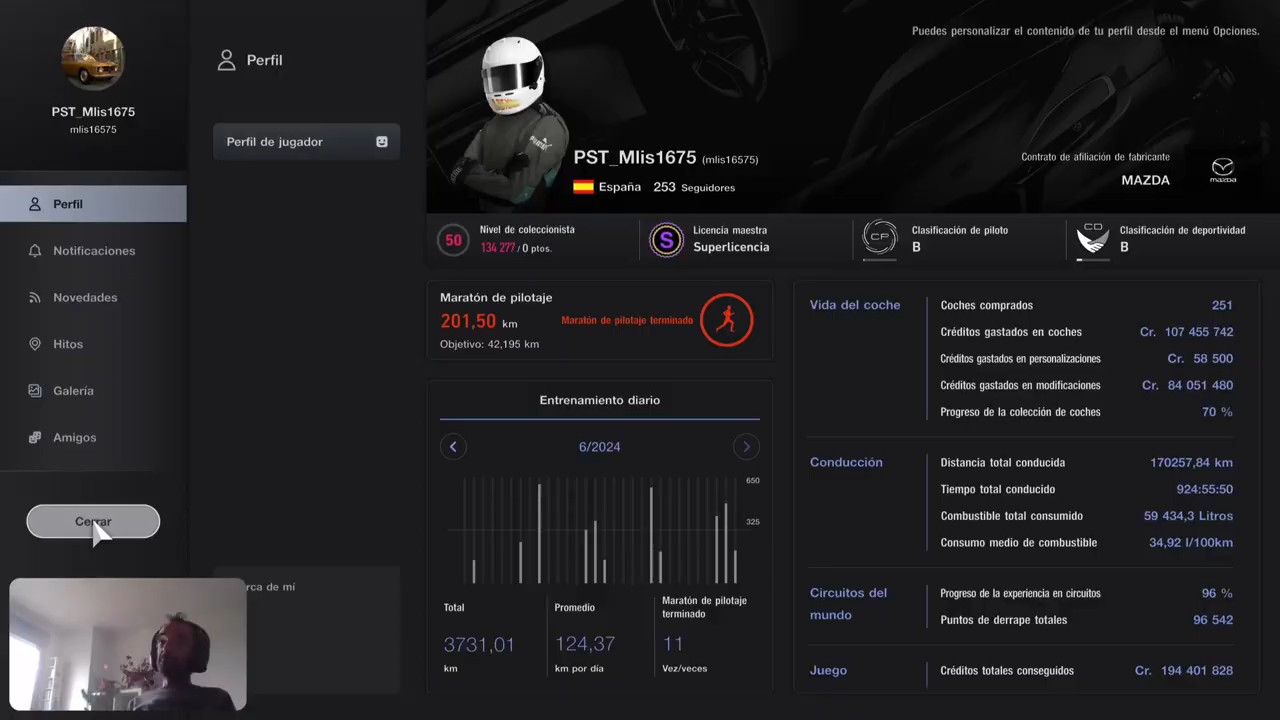 PST_Mlis1675
mlis16575
Perfil
Notificaciones
Novedades
Hitos
Galería
Amigos
Cerrar
Perfil
Perfil de jugador
rca de mí
Puedes personalizar el contenido de tu perfil desde el menú Opciones.
PST_Mlis1675 (mlis16575)
España 253 Seguidores
Contrato de afiliación de fabricante
MAZDA
mazda
50
Nivel de coleccionista
134 277 / 0 ptos.
S
Licencia maestra
Superlicencia
CP
Clasificación de piloto
B
CD
Clasificación de deportividad
B
Maratón de pilotaje
201,50 km
Maratón de pilotaje terminado
Objetivo: 42,195 km
Entrenamiento diario
6/2024
650
325
Total
3731,01
km
Promedio
124,37
km por día
Maratón de pilotaje
terminado
11
Vez/veces
Vida del coche
Coches comprados 251
Créditos gastados en coches Cr. 107 455 742
Créditos gastados en personalizaciones Cr. 58 500
Créditos gastados en modificaciones Cr. 84 051 480
Progreso de la colección de coches 70 %
Conducción
Distancia total conducida 170257,84 km
Tiempo total conducido 924:55:50
Combustible total consumido 59 434,3 Litros
Consumo medio de combustible 34,92 l/100km
Circuitos del
mundo
Progreso de la experiencia en circuitos 96 %
Puntos de derrape totales 96 542
Juego
Créditos totales conseguidos Cr. 194 401 828